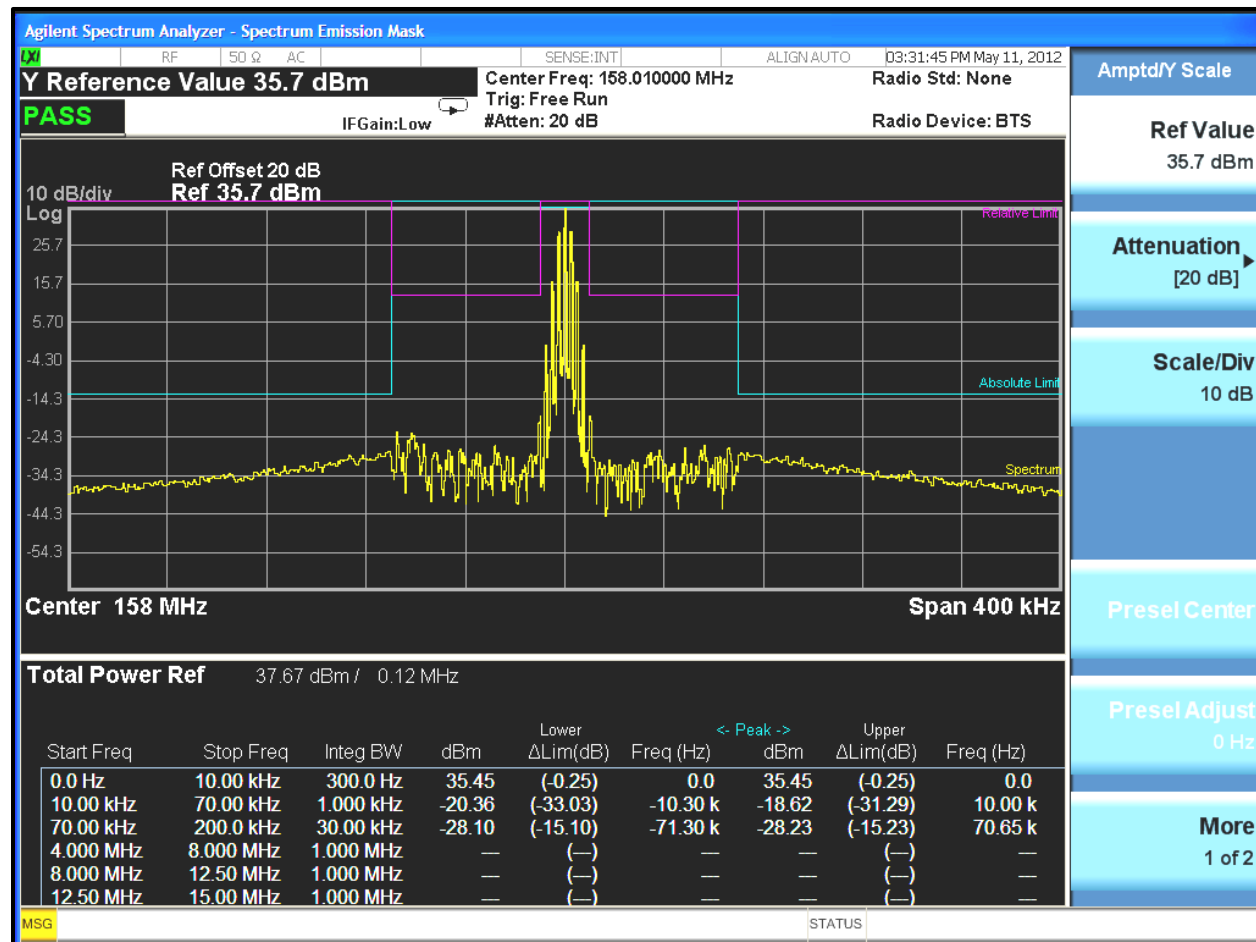 Agilent Spectrum Analyzer - Spectrum Emission Mask
LXI RF 50 Ω AC SENSE:INT ALIGN AUTO 03:31:45 PM May 11, 2012
Y Reference Value 35.7 dBm
Center Freq: 158.010000 MHz
Radio Std: None
Trig: Free Run
PASS
IFGain:Low
#Atten: 20 dB
Radio Device: BTS
Ref Offset 20 dB
10 dB/div Ref 35.7 dBm
Log
Relative Limit
25.7
15.7
5.70
-4.30
Absolute Limit
-14.3
-24.3
-34.3
Spectrum
-44.3
-54.3
Center 158 MHz
Span 400 kHz
Total Power Ref 37.67 dBm / 0.12 MHz
Lower <- Peak -> Upper
Start Freq Stop Freq Integ BW dBm ΔLim(dB) Freq (Hz) dBm ΔLim(dB) Freq (Hz)
0.0 Hz 10.00 kHz 300.0 Hz 35.45 (-0.25) 0.0 35.45 (-0.25) 0.0
10.00 kHz 70.00 kHz 1.000 kHz -20.36 (-33.03) -10.30 k -18.62 (-31.29) 10.00 k
70.00 kHz 200.0 kHz 30.00 kHz -28.10 (-15.10) -71.30 k -28.23 (-15.23) 70.65 k
4.000 MHz 8.000 MHz 1.000 MHz --- (---) --- --- (---) ---
8.000 MHz 12.50 MHz 1.000 MHz --- (---) --- --- (---) ---
12.50 MHz 15.00 MHz 1.000 MHz --- (---) --- --- (---) ---
MSG
STATUS
Amptd/Y Scale
Ref Value
35.7 dBm
Attenuation
[20 dB]
Scale/Div
10 dB
Presel Center
Presel Adjust
0 Hz
More
1 of 2